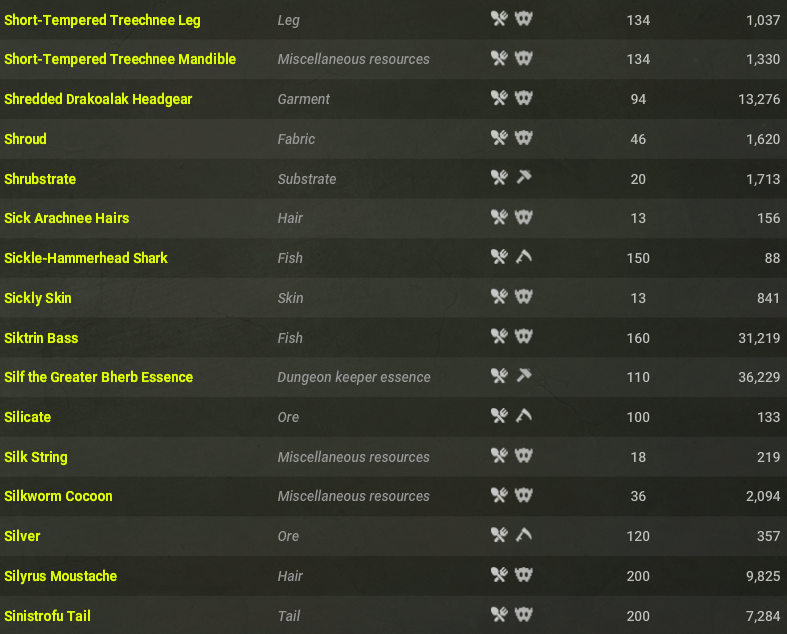 Short-Tempered Treechnee Leg Leg 134 1,037
Short-Tempered Treechnee Mandible Miscellaneous resources 134 1,330
Shredded Drakoalak Headgear Garment 94 13,276
Shroud Fabric 46 1,620
Shrubstrate Substrate 20 1,713
Sick Arachnee Hairs Hair 13 156
Sickle-Hammerhead Shark Fish 150 88
Sickly Skin Skin 13 841
Siktrin Bass Fish 160 31,219
Silf the Greater Bherb Essence Dungeon keeper essence 110 36,229
Silicate Ore 100 133
Silk String Miscellaneous resources 18 219
Silkworm Cocoon Miscellaneous resources 36 2,094
Silver Ore 120 357
Silyrus Moustache Hair 200 9,825
Sinistrofu Tail Tail 200 7,284